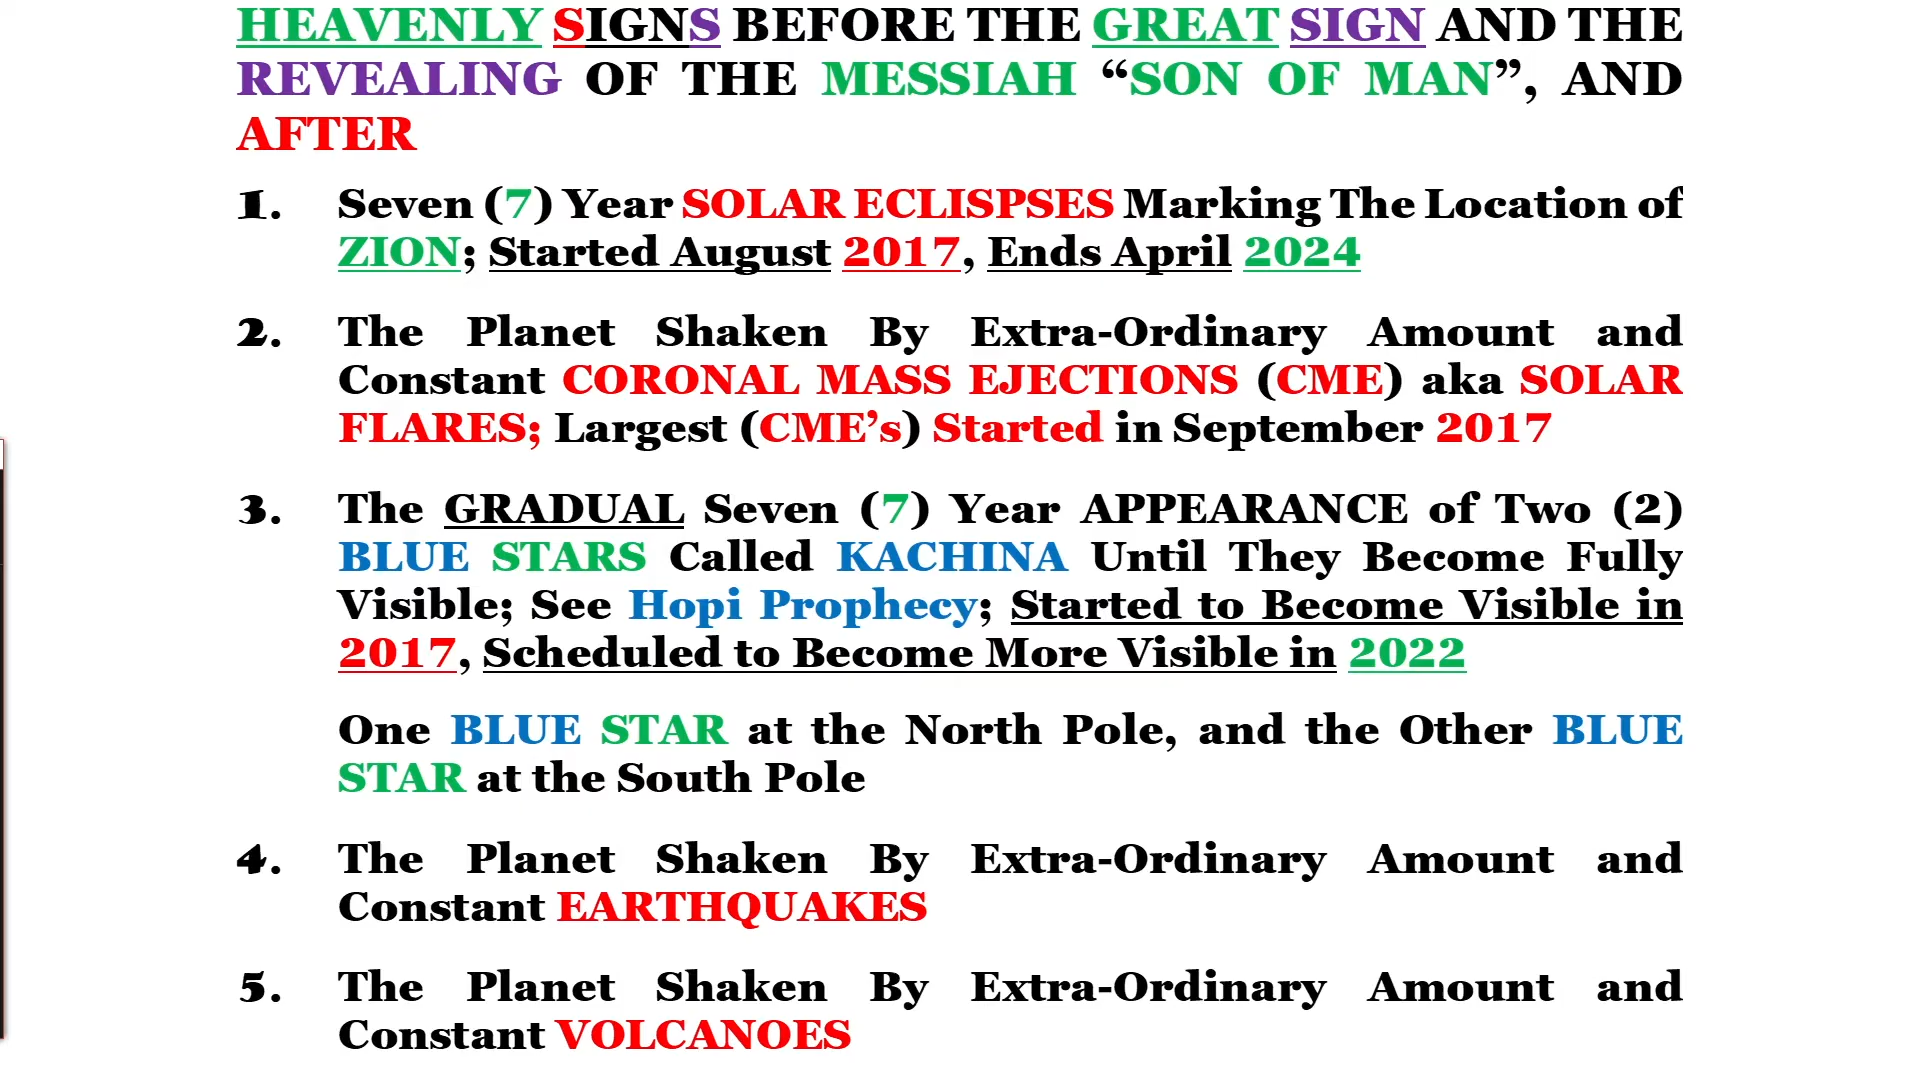 HEAVENLY SIGNS BEFORE THE GREAT SIGN AND THE
REVEALING OF THE MESSIAH “SON OF MAN”, AND
AFTER
1. Seven (7) Year SOLAR ECLISPSES Marking The Location of
ZION; Started August 2017, Ends April 2024
2. The Planet Shaken By Extra-Ordinary Amount and
Constant CORONAL MASS EJECTIONS (CME) aka SOLAR
FLARES; Largest (CME’s) Started in September 2017
3. The GRADUAL Seven (7) Year APPEARANCE of Two (2)
BLUE STARS Called KACHINA Until They Become Fully
Visible; See Hopi Prophecy; Started to Become Visible in
2017, Scheduled to Become More Visible in 2022
One BLUE STAR at the North Pole, and the Other BLUE
STAR at the South Pole
4. The Planet Shaken By Extra-Ordinary Amount and
Constant EARTHQUAKES
5. The Planet Shaken By Extra-Ordinary Amount and
Constant VOLCANOES